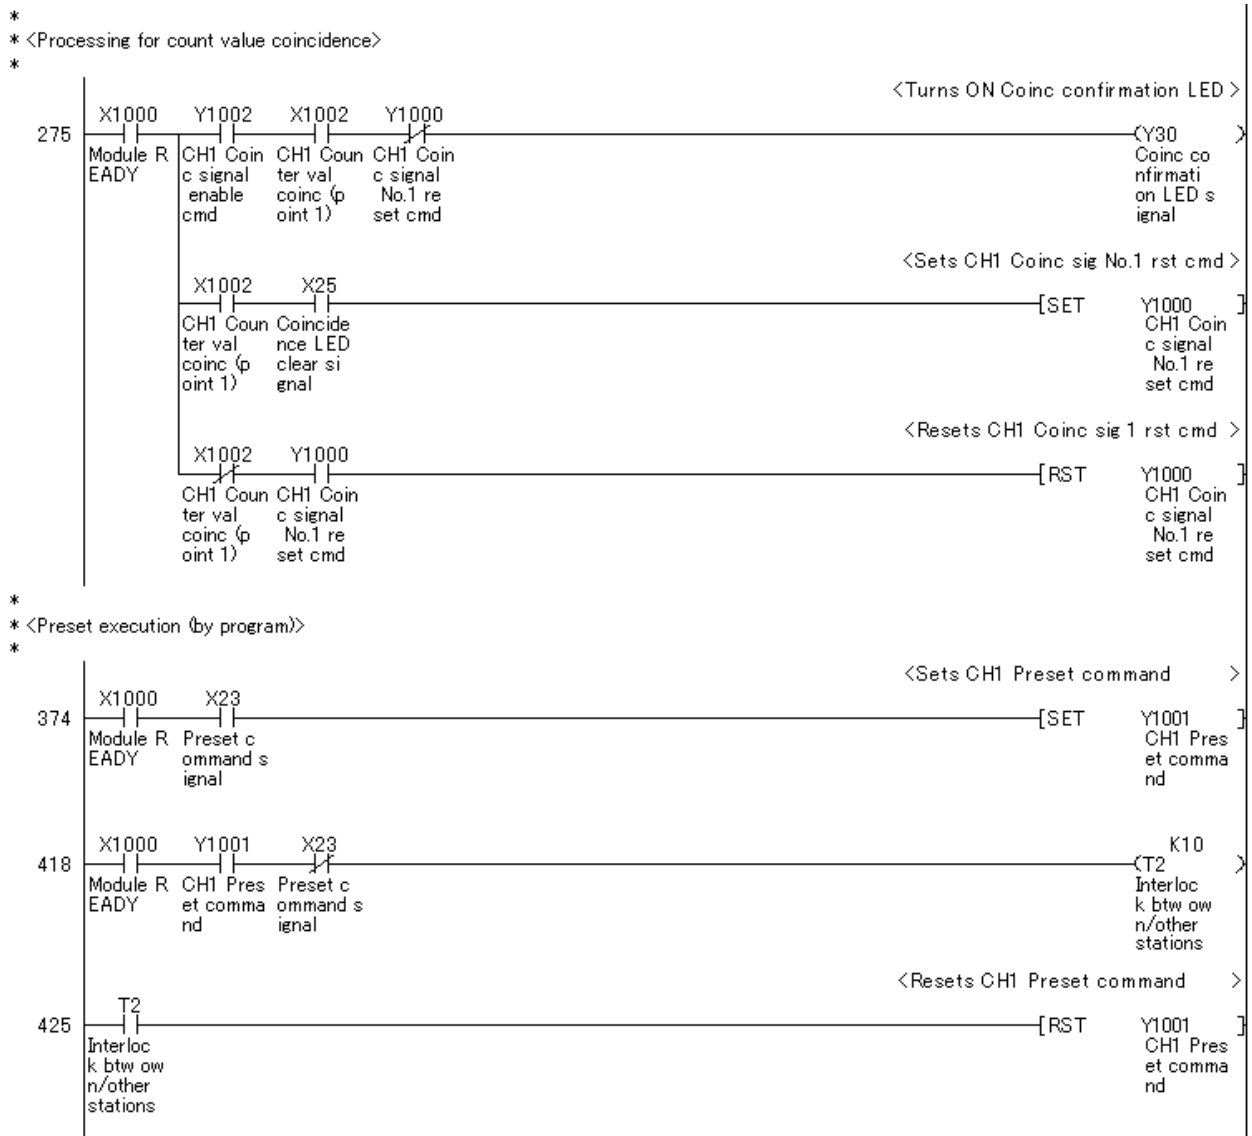 *
* <Processing for count value coincidence>
*
<Turns ON Coinc confirmation LED >
X1000 Y1002 X1002 Y1000
275 (Y30 )
Module R CH1 Coin CH1 Coun CH1 Coin Coinc co
EADY c signal ter val c signal nfirmati
enable coinc (p No.1 re on LED s
cmd oint 1) set cmd ignal
<Sets CH1 Coinc sig No.1 rst cmd >
X1002 X25
[SET Y1000 ]
CH1 Coun Coincide CH1 Coin
ter val nce LED c signal
coinc (p clear si No.1 re
oint 1) gnal set cmd
<Resets CH1 Coinc sig 1 rst cmd >
X1002 Y1000
[RST Y1000 ]
CH1 Coun CH1 Coin CH1 Coin
ter val c signal c signal
coinc (p No.1 re No.1 re
oint 1) set cmd set cmd
*
* <Preset execution (by program)>
*
<Sets CH1 Preset command >
X1000 X23
374 [SET Y1001 ]
Module R Preset c CH1 Pres
EADY ommand s et comma
ignal nd
X1000 Y1001 X23 K10
418 (T2 )
Module R CH1 Pres Preset c Interloc
EADY et comma ommand s k btw ow
nd ignal n/other
stations
<Resets CH1 Preset command >
T2
425 [RST Y1001 ]
Interloc CH1 Pres
k btw ow et comma
n/other nd
stations